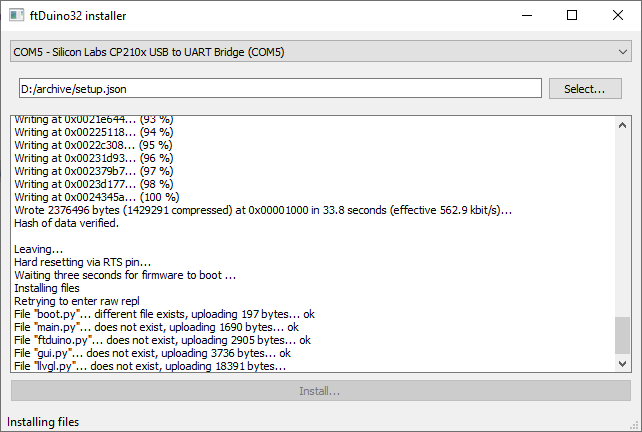 ftDuino32 installer
COM5 - Silicon Labs CP210x USB to UART Bridge (COM5)
D:/archive/setup.json
Select...
Writing at 0x0021e644... (93 %)
Writing at 0x00225118... (94 %)
Writing at 0x0022c308... (95 %)
Writing at 0x00231d93... (96 %)
Writing at 0x002379b7... (97 %)
Writing at 0x0023d177... (98 %)
Writing at 0x0024345a... (100 %)
Wrote 2376496 bytes (1429291 compressed) at 0x00001000 in 33.8 seconds (effective 562.9 kbit/s)...
Hash of data verified.
Leaving...
Hard resetting via RTS pin...
Waiting three seconds for firmware to boot ...
Installing files
Retrying to enter raw repl
File "boot.py"... different file exists, uploading 197 bytes... ok
File "main.py"... does not exist, uploading 1690 bytes... ok
File "ftduino.py"... does not exist, uploading 2905 bytes... ok
File "gui.py"... does not exist, uploading 3736 bytes... ok
File "llvgl.py"... does not exist, uploading 18391 bytes...
Install...
Installing files